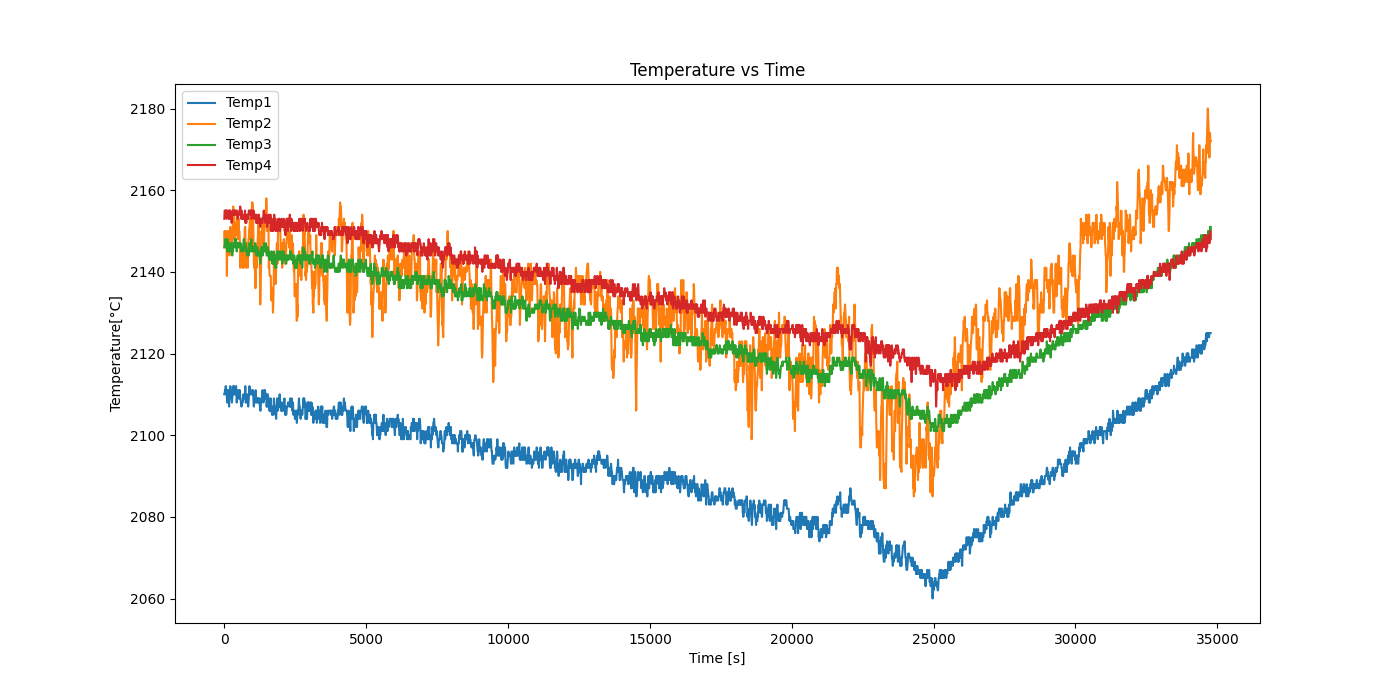 Temperature vs Time
Temp1
Temp2
Temp3
Temp4
Temperature[°C]
2180
2160
2140
2120
2100
2080
2060
0 5000 10000 15000 20000 25000 30000 35000
Time [s]